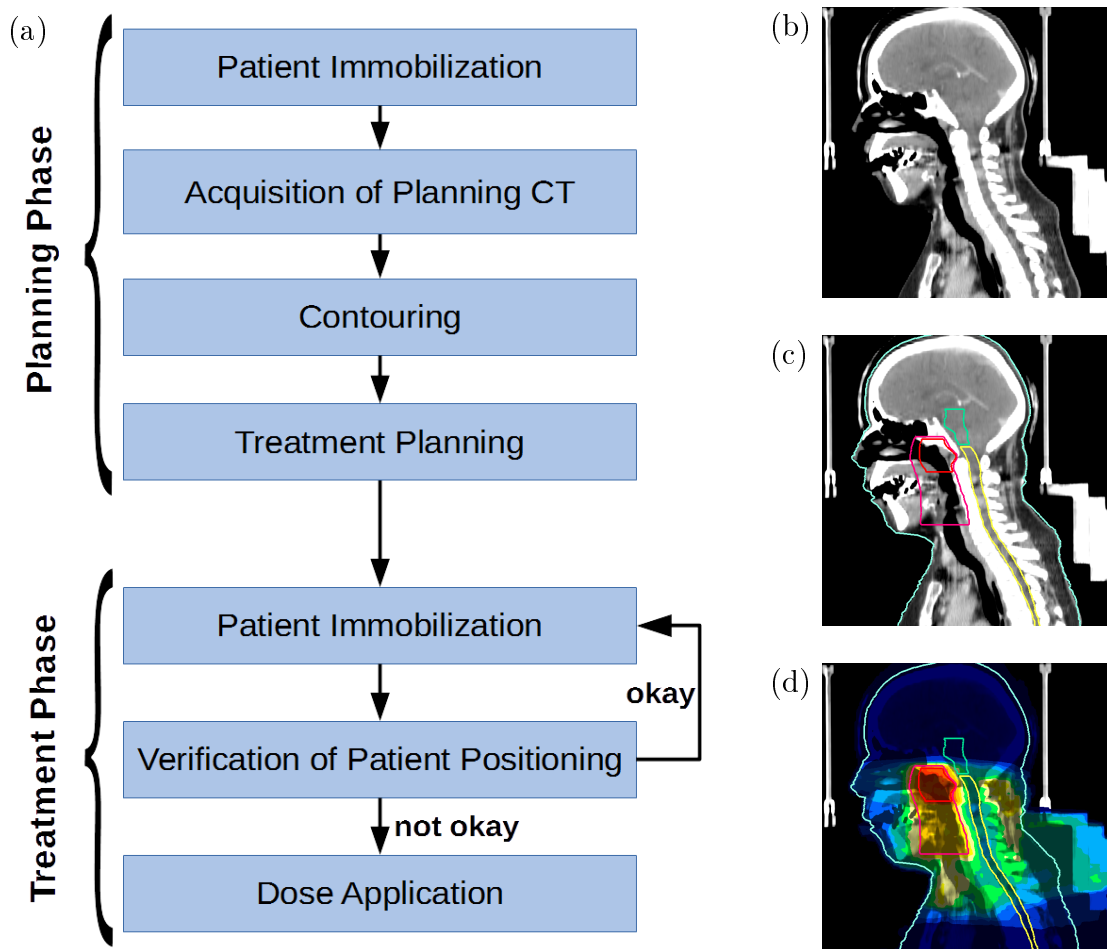 (a)
Planning Phase
Patient Immobilization
Acquisition of Planning CT
Contouring
Treatment Planning
Treatment Phase
Patient Immobilization
okay
Verification of Patient Positioning
not okay
Dose Application
(b)
(c)
(d)